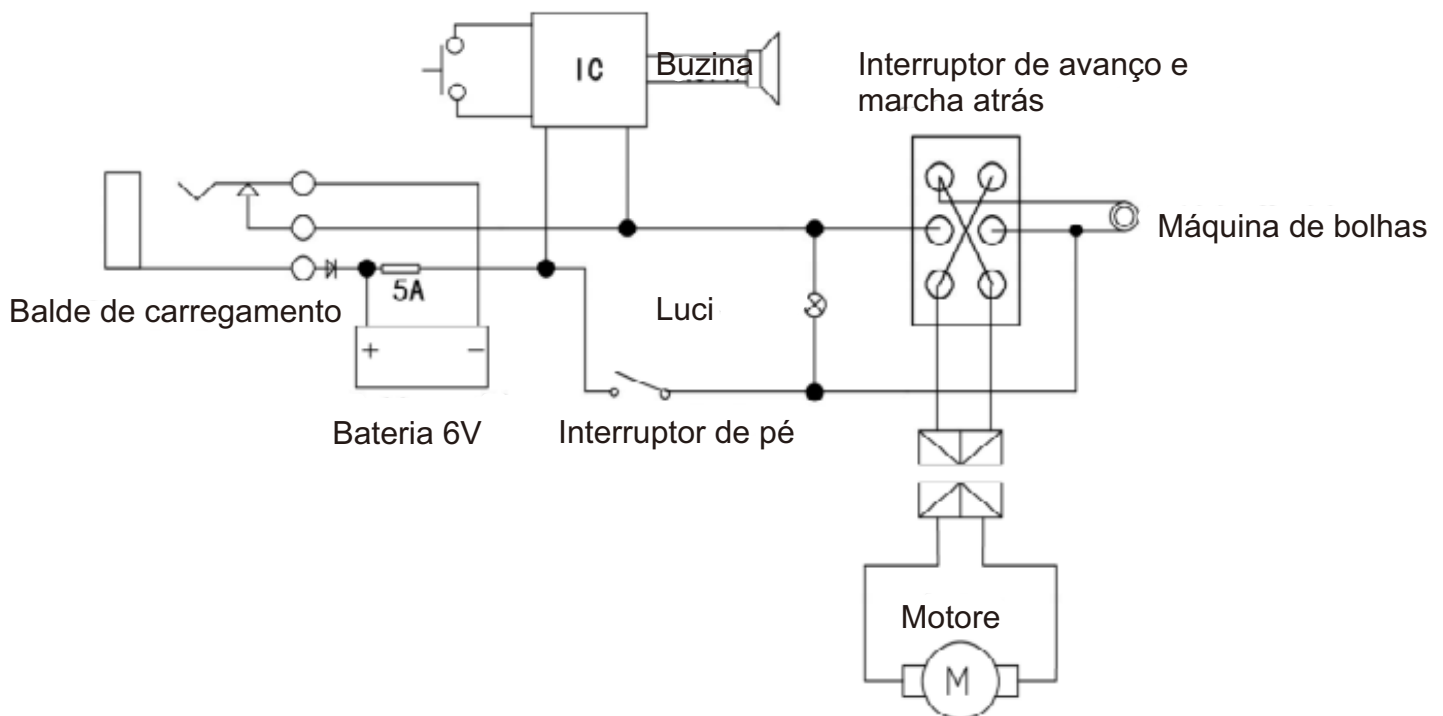 IC
Buzina
Interruptor de avanço e
marcha atrás
Máquina de bolhas
5A
Balde de carregamento
Luci
+ −
Bateria 6V
Interruptor de pé
Motore
M